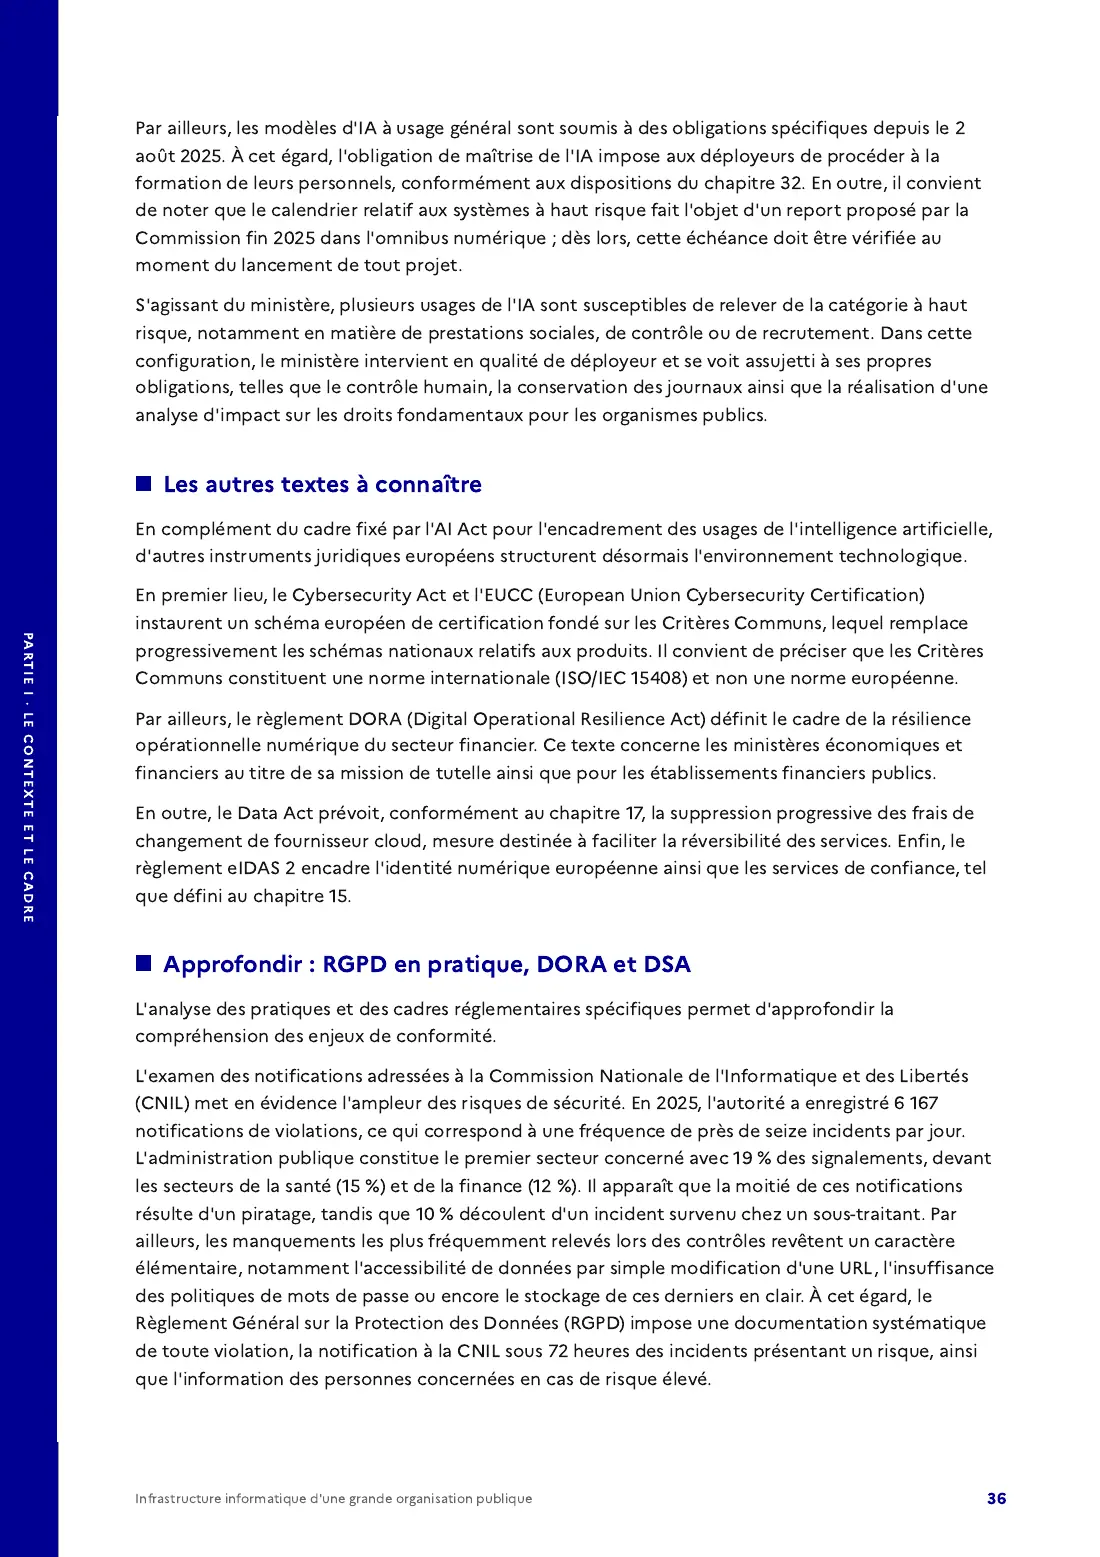 Par ailleurs, les modèles d'IA à usage général sont soumis à des obligations spécifiques depuis le 2
août 2025. À cet égard, l'obligation de maîtrise de l'IA impose aux déployeurs de procéder à la
formation de leurs personnels, conformément aux dispositions du chapitre 32. En outre, il convient
de noter que le calendrier relatif aux systèmes à haut risque fait l'objet d'un report proposé par la
Commission fin 2025 dans l'omnibus numérique ; dès lors, cette échéance doit être vérifiée au
moment du lancement de tout projet.
S'agissant du ministère, plusieurs usages de l'IA sont susceptibles de relever de la catégorie à haut
risque, notamment en matière de prestations sociales, de contrôle ou de recrutement. Dans cette
configuration, le ministère intervient en qualité de déployeur et se voit assujetti à ses propres
obligations, telles que le contrôle humain, la conservation des journaux ainsi que la réalisation d'une
analyse d'impact sur les droits fondamentaux pour les organismes publics.
Les autres textes à connaître
En complément du cadre fixé par l'AI Act pour l'encadrement des usages de l'intelligence artificielle,
d'autres instruments juridiques européens structurent désormais l'environnement technologique.
En premier lieu, le Cybersecurity Act et l'EUCC (European Union Cybersecurity Certification)
instaurent un schéma européen de certification fondé sur les Critères Communs, lequel remplace
progressivement les schémas nationaux relatifs aux produits. Il convient de préciser que les Critères
Communs constituent une norme internationale (ISO/IEC 15408) et non une norme européenne.
Par ailleurs, le règlement DORA (Digital Operational Resilience Act) définit le cadre de la résilience
opérationnelle numérique du secteur financier. Ce texte concerne les ministères économiques et
financiers au titre de sa mission de tutelle ainsi que pour les établissements financiers publics.
En outre, le Data Act prévoit, conformément au chapitre 17, la suppression progressive des frais de
changement de fournisseur cloud, mesure destinée à faciliter la réversibilité des services. Enfin, le
règlement eIDAS 2 encadre l'identité numérique européenne ainsi que les services de confiance, tel
que défini au chapitre 15.
Approfondir : RGPD en pratique, DORA et DSA
L'analyse des pratiques et des cadres réglementaires spécifiques permet d'approfondir la
compréhension des enjeux de conformité.
L'examen des notifications adressées à la Commission Nationale de l'Informatique et des Libertés
(CNIL) met en évidence l'ampleur des risques de sécurité. En 2025, l'autorité a enregistré 6 167
notifications de violations, ce qui correspond à une fréquence de près de seize incidents par jour.
L'administration publique constitue le premier secteur concerné avec 19 % des signalements, devant
les secteurs de la santé (15 %) et de la finance (12 %). Il apparaît que la moitié de ces notifications
résulte d'un piratage, tandis que 10 % découlent d'un incident survenu chez un sous-traitant. Par
ailleurs, les manquements les plus fréquemment relevés lors des contrôles revêtent un caractère
élémentaire, notamment l'accessibilité de données par simple modification d'une URL, l'insuffisance
des politiques de mots de passe ou encore le stockage de ces derniers en clair. À cet égard, le
Règlement Général sur la Protection des Données (RGPD) impose une documentation systématique
de toute violation, la notification à la CNIL sous 72 heures des incidents présentant un risque, ainsi
que l'information des personnes concernées en cas de risque élevé.
PARTIE I · LE CONTEXTE ET LE CADRE
Infrastructure informatique d'une grande organisation publique
36